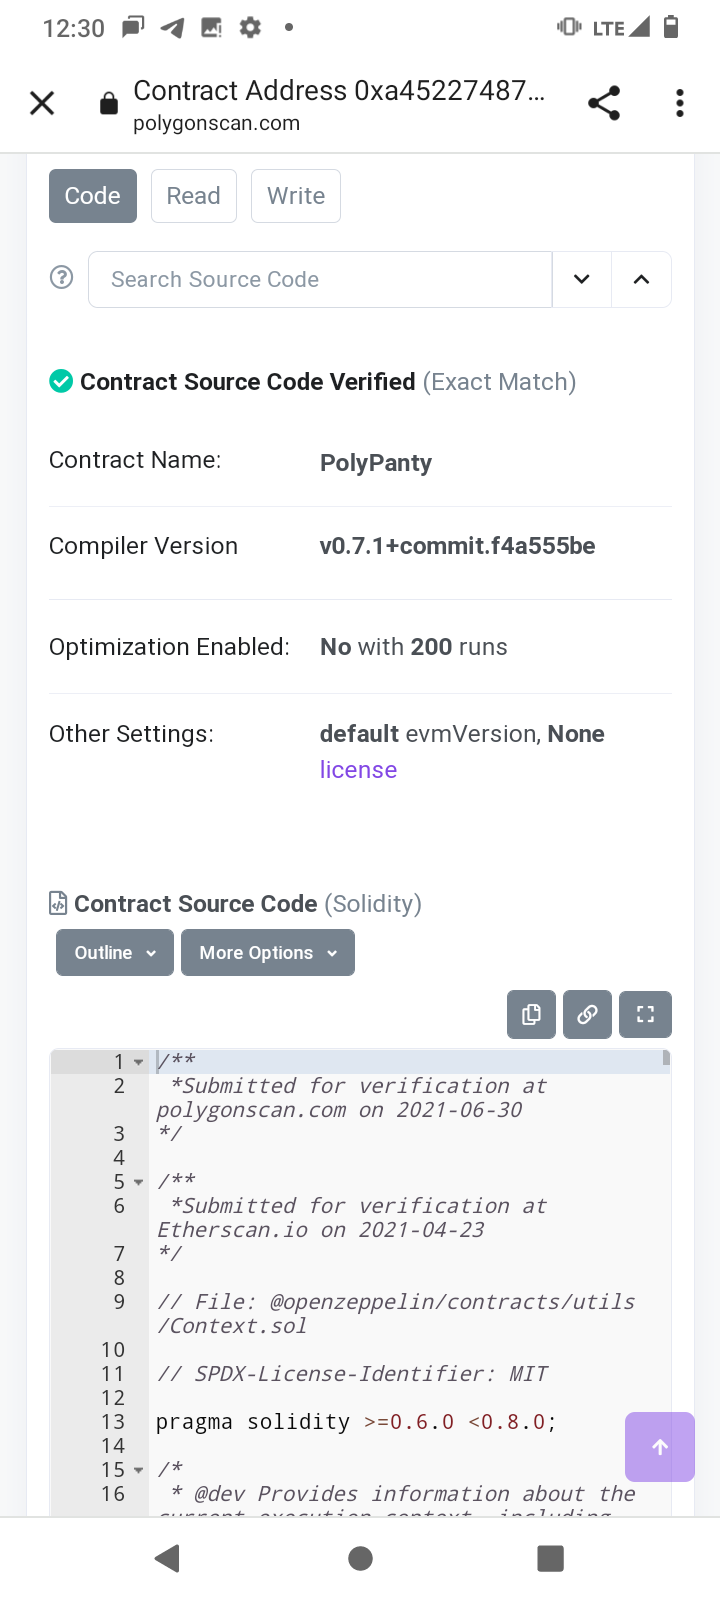 12:30
LTE
Contract Address 0xa45227487...
polygonscan.com
Code Read Write
Search Source Code
Contract Source Code Verified (Exact Match)
Contract Name: PolyPanty
Compiler Version v0.7.1+commit.f4a555be
Optimization Enabled: No with 200 runs
Other Settings: default evmVersion, None
license
Contract Source Code (Solidity)
Outline More Options
1 /**
2 *Submitted for verification at
polygonscan.com on 2021-06-30
3 */
4
5 /**
6 *Submitted for verification at
Etherscan.io on 2021-04-23
7 */
8
9 // File: @openzeppelin/contracts/utils
/Context.sol
10
11 // SPDX-License-Identifier: MIT
12
13 pragma solidity >=0.6.0 <0.8.0;
14
15 /*
16 * @dev Provides information about the
current execution context, including